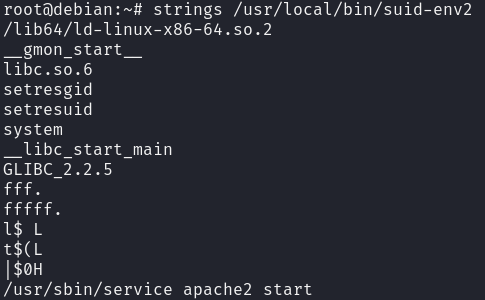 root@debian:~# strings /usr/local/bin/suid-env2
/lib64/ld-linux-x86-64.so.2
__gmon_start__
libc.so.6
setresgid
setresuid
system
__libc_start_main
GLIBC_2.2.5
fff.
fffff.
l$ L
t$(L
|$0H
/usr/sbin/service apache2 start